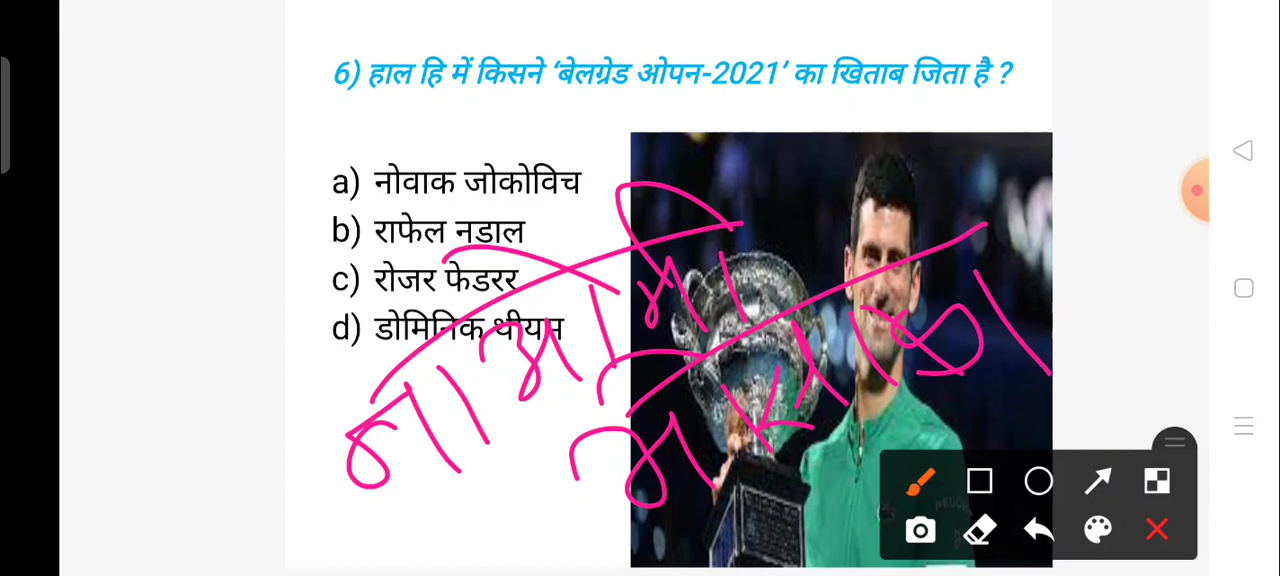 6) हाल हि में किसने ‘बेलग्रेड ओपन-2021’ का खिताब जिता है ?
a) नोवाक जोकोविच
b) राफेल नडाल
c) रोजर फेडरर
d) डोमिनिक थीयम